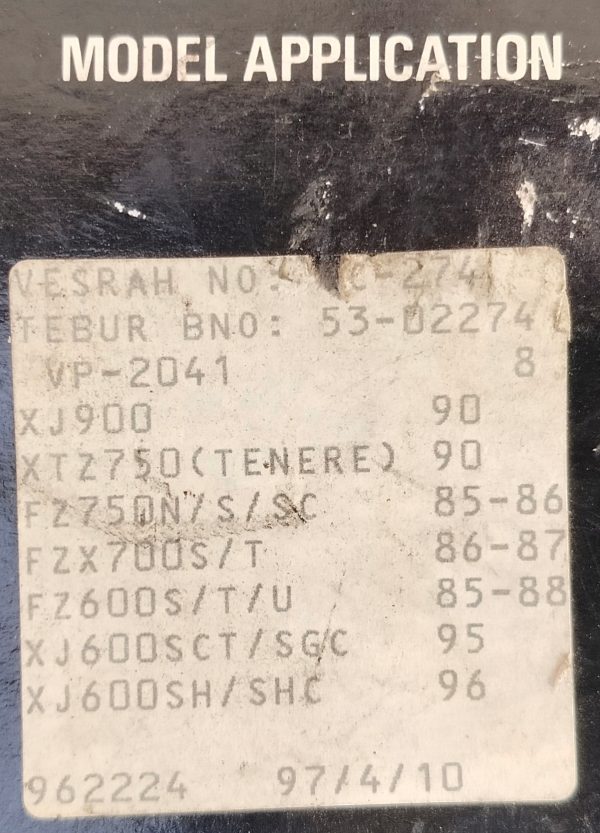 MODEL APPLICATION
VESRAH NO: C-274
TEBUR BNO: 53-02274
VP-2041 8
XJ900 90
XTZ750(TENERE) 90
FZ750N/S/SC 85-86
FZX700S/T 86-87
FZ600S/T/U 85-88
XJ600SCT/SGC 95
XJ600SH/SHC 96
962224 97/4/10